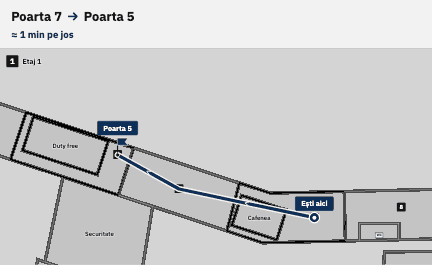 Poarta 7 → Poarta 5
≈ 1 min pe jos
1 Etaj 1
Poarta 5
Duty free
Ești aici
Cafenea
Securitate